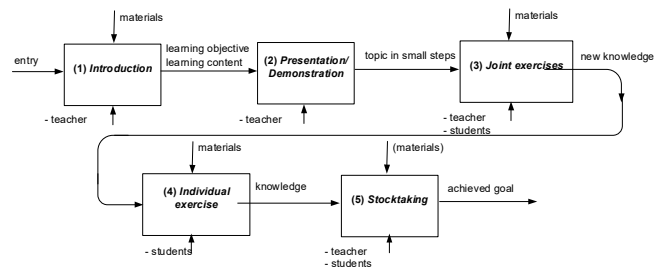 materials
entry
(1) Introduction
learning objective
learning content
- teacher
(2) Presentation/
Demonstration
- teacher
topic in small steps
materials
(3) Joint exercises
- teacher
- students
new knowledge
materials
(4) Individual
exercise
- students
knowledge
(materials)
(5) Stocktaking
- teacher
- students
achieved goal